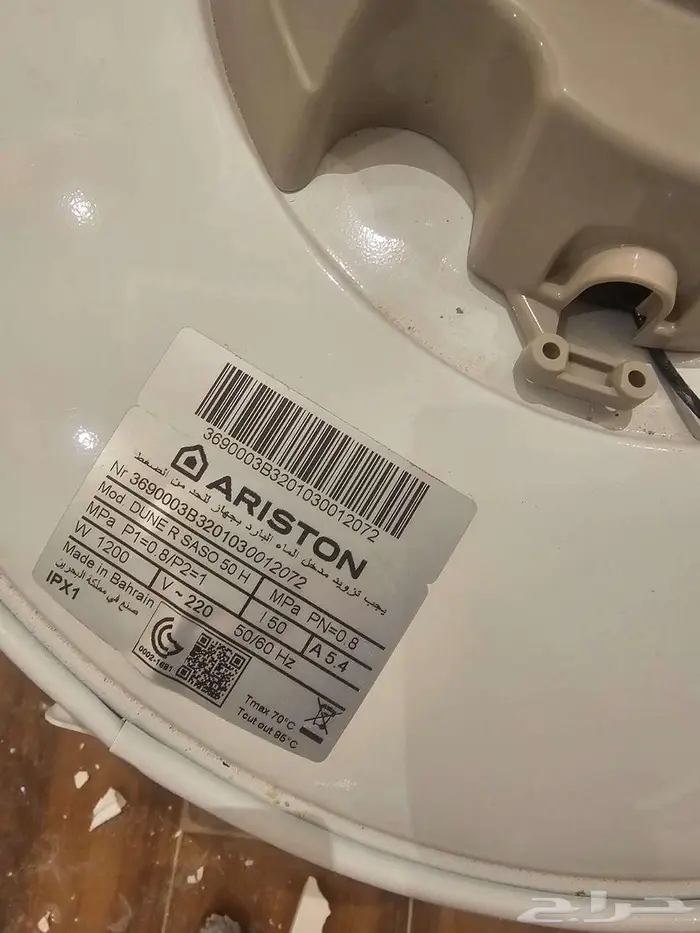 3690003B3201030012072
ARISTON
يجب تزويد مدخل الماء البارد بجهاز للحد من الضغط
Nr 3690003B3201030012072
Mod. DUNE R SASO 50 H
MPa PN=0.8
MPa P1=0.8/P2=1
l 50
A 5.4
W 1200
V ~ 220
50/60 Hz
Made in Bahrain
صنع في مملكة البحرين
IPX1
0002-1691
Tmax 70°C
Tcut out 85°C
حراج